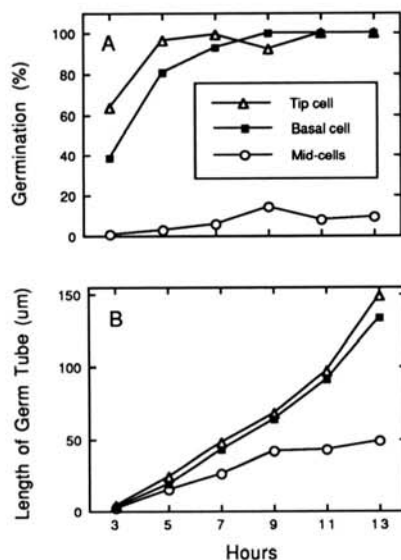 A
Germination (%)
100
80
60
40
20
0
Tip cell
Basal cell
Mid-cells
B
Length of Germ Tube (um)
150
100
50
0
3 5 7 9 11 13
Hours